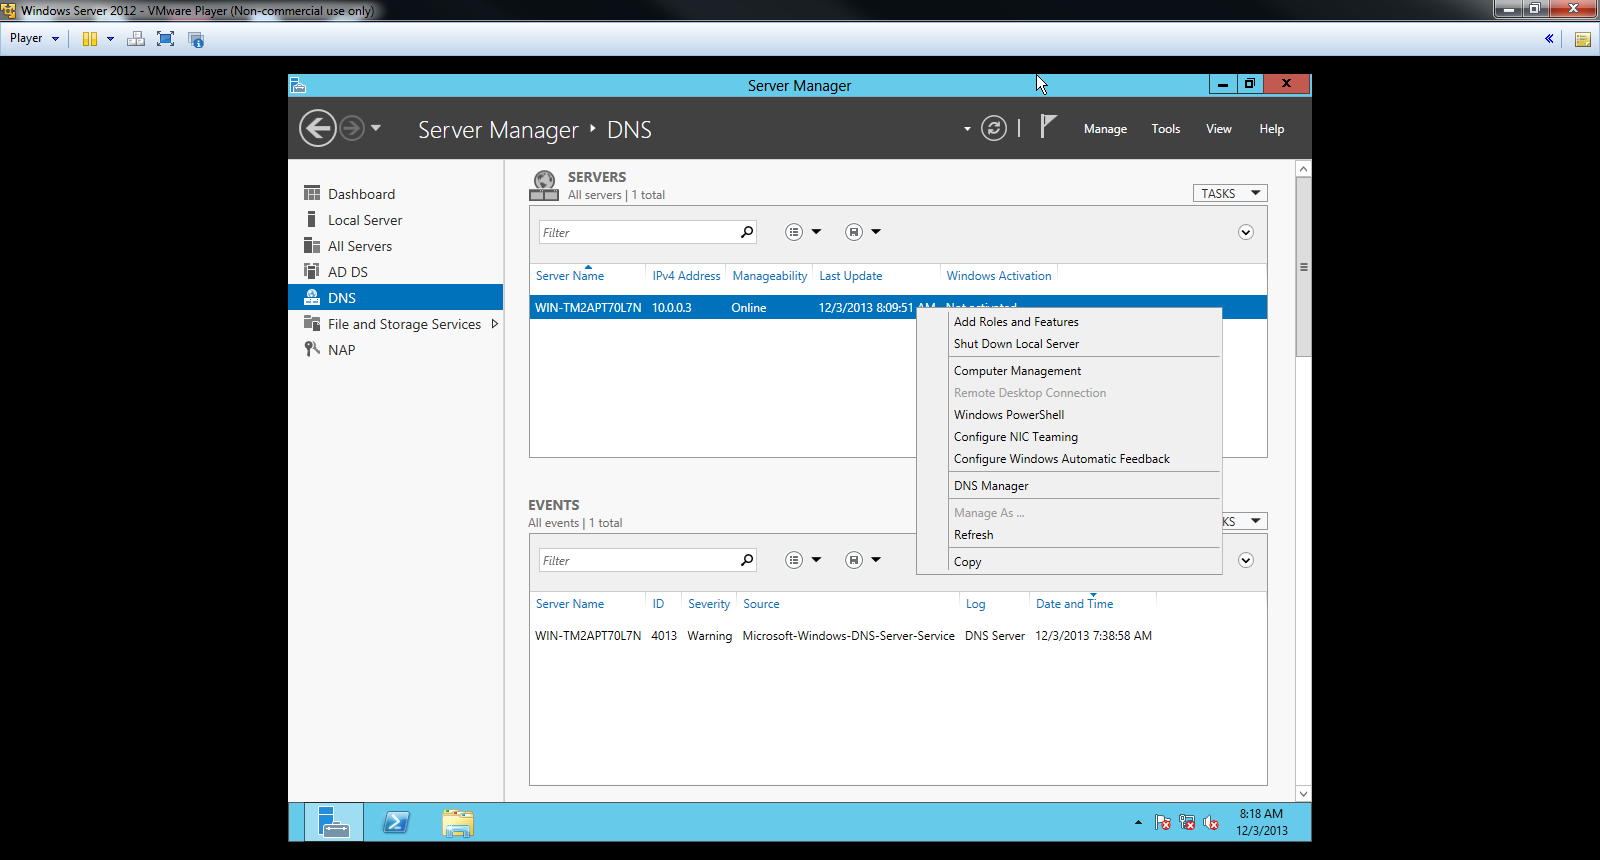 Windows Server 2012 - VMware Player (Non-commercial use only)
Player
Server Manager
Server Manager DNS
Manage Tools View Help
Dashboard
Local Server
All Servers
AD DS
DNS
File and Storage Services
NAP
SERVERS
All servers | 1 total
TASKS
Filter
Server Name IPv4 Address Manageability Last Update Windows Activation
WIN-TM2APT70L7N 10.0.0.3 Online 12/3/2013 8:09:51 AM Not activated
Add Roles and Features
Shut Down Local Server
Computer Management
Remote Desktop Connection
Windows PowerShell
Configure NIC Teaming
Configure Windows Automatic Feedback
DNS Manager
Manage As ...
Refresh
Copy
EVENTS
All events | 1 total
KS
Filter
Server Name ID Severity Source Log Date and Time
WIN-TM2APT70L7N 4013 Warning Microsoft-Windows-DNS-Server-Service DNS Server 12/3/2013 7:38:58 AM
8:18 AM
12/3/2013